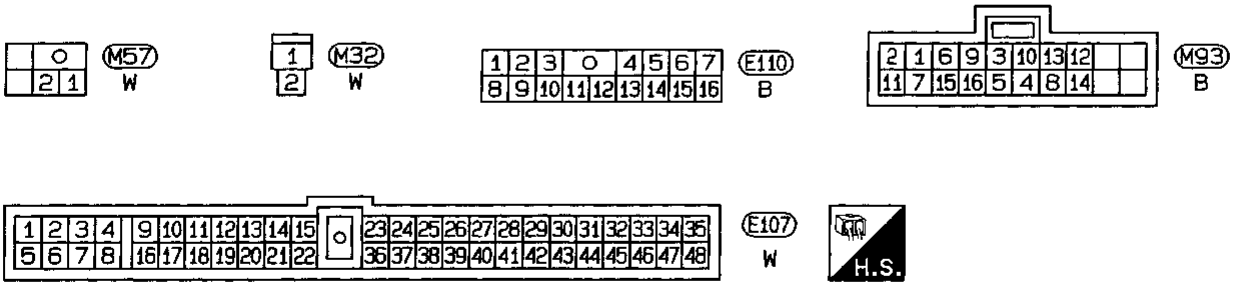 1 2 3 4 5 6 7 2 1 6 9 3 10 13 12
M57 1 M32 E110 M93
2 1 W 2 W 8 9 10 11 12 13 14 15 16 B 11 7 15 16 5 4 8 14 B
1 2 3 4 9 10 11 12 13 14 15 23 24 25 26 27 28 29 30 31 32 33 34 35 E107
5 6 7 8 16 17 18 19 20 21 22 36 37 38 39 40 41 42 43 44 45 46 47 48 W H.S.